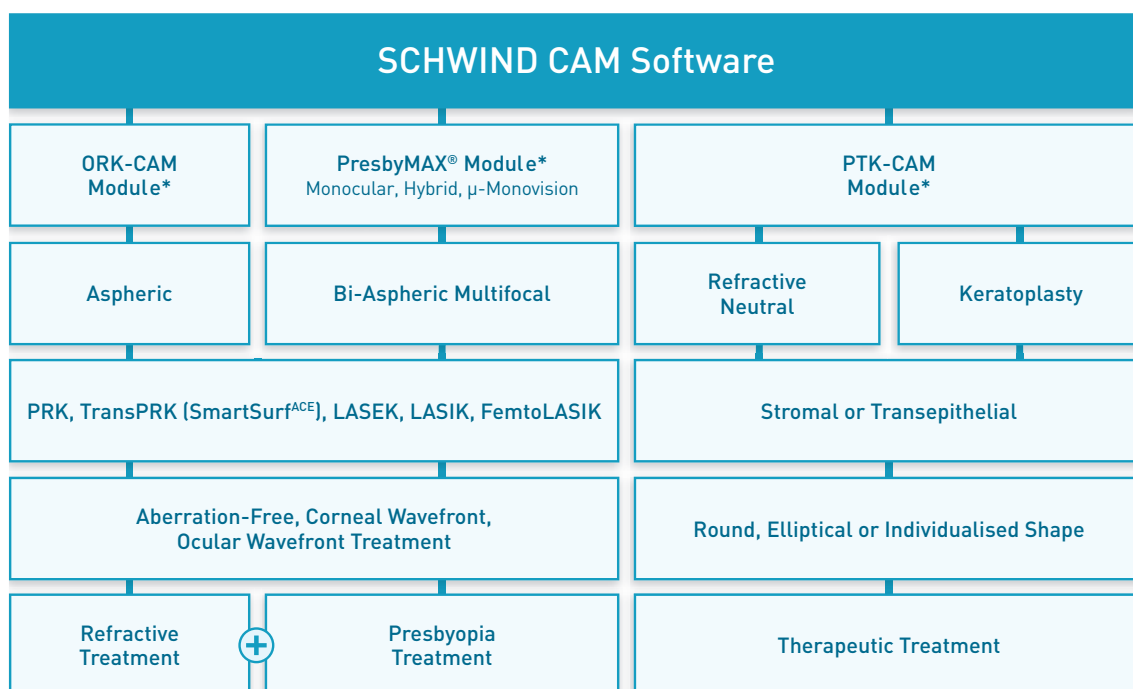 SCHWIND CAM Software
ORK-CAM
Module*
PresbyMAX® Module*
Monocular, Hybrid, µ-Monovision
PTK-CAM
Module*
Aspheric
Bi-Aspheric Multifocal
Refractive
Neutral
Keratoplasty
PRK, TransPRK (SmartSurfACE), LASEK, LASIK, FemtoLASIK
Stromal or Transepithelial
Aberration-Free, Corneal Wavefront,
Ocular Wavefront Treatment
Round, Elliptical or Individualised Shape
Refractive
Treatment
+
Presbyopia
Treatment
Therapeutic Treatment